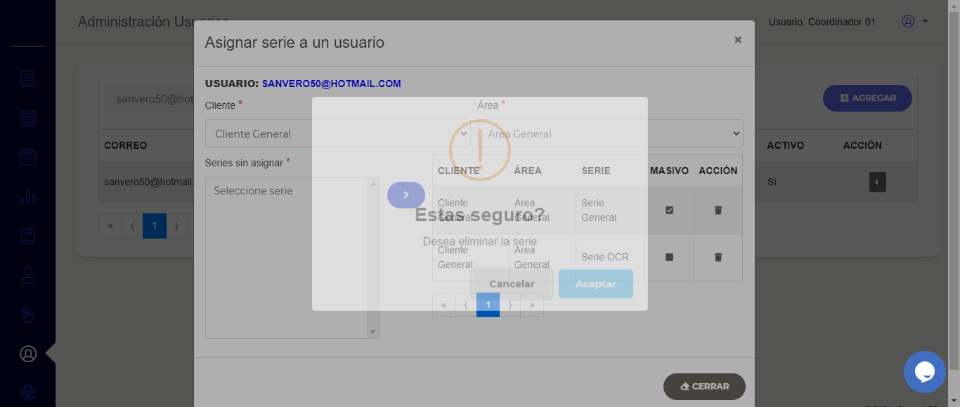 Administración Usuarios
Usuario: Coordinador 01
Asignar serie a un usuario
×
USUARIO: SANVERO50@HOTMAIL.COM
Cliente *
Área *
Cliente General
Area General
sanvero50@hot
AGREGAR
Series sin asignar *
Seleccione serie
CORREO
ACTIVO
ACCIÓN
sanvero50@hotmail.
Sí
« ⟨ 1 ⟩
CLIENTE ÁREA SERIE MASIVO ACCIÓN
Cliente General
Area General
Serie General
Cliente General
Area General
Serie OCR
« ⟨ 1 ⟩ »
Estas seguro?
Desea eliminar la serie
Cancelar
Aceptar
CERRAR